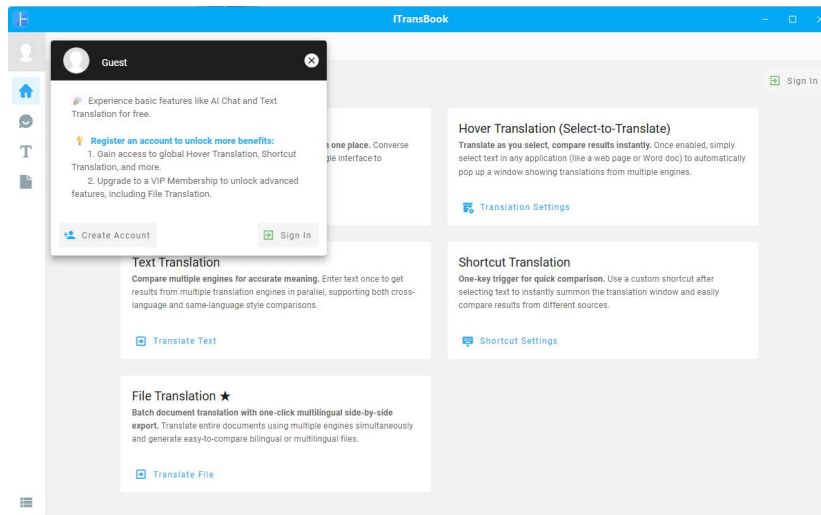 ITransBook
Guest
Sign In
Experience basic features like AI Chat and Text
Translation for free.
Register an account to unlock more benefits:
1. Gain access to global Hover Translation, Shortcut
Translation, and more.
2. Upgrade to a VIP Membership to unlock advanced
features, including File Translation.
Create Account
Sign In
one place. Converse
interface to
Hover Translation (Select-to-Translate)
Translate as you select, compare results instantly. Once enabled, simply
select text in any application (like a web page or Word doc) to automatically
pop up a window showing translations from multiple engines.
Translation Settings
Text Translation
Compare multiple engines for accurate meaning. Enter text once to get
results from multiple translation engines in parallel, supporting both cross-
language and same-language style comparisons.
Translate Text
Shortcut Translation
One-key trigger for quick comparison. Use a custom shortcut after
selecting text to instantly summon the translation window and easily
compare results from different sources.
Shortcut Settings
File Translation ★
Batch document translation with one-click multilingual side-by-side
export. Translate entire documents using multiple engines simultaneously
and generate easy-to-compare bilingual or multilingual files.
Translate File